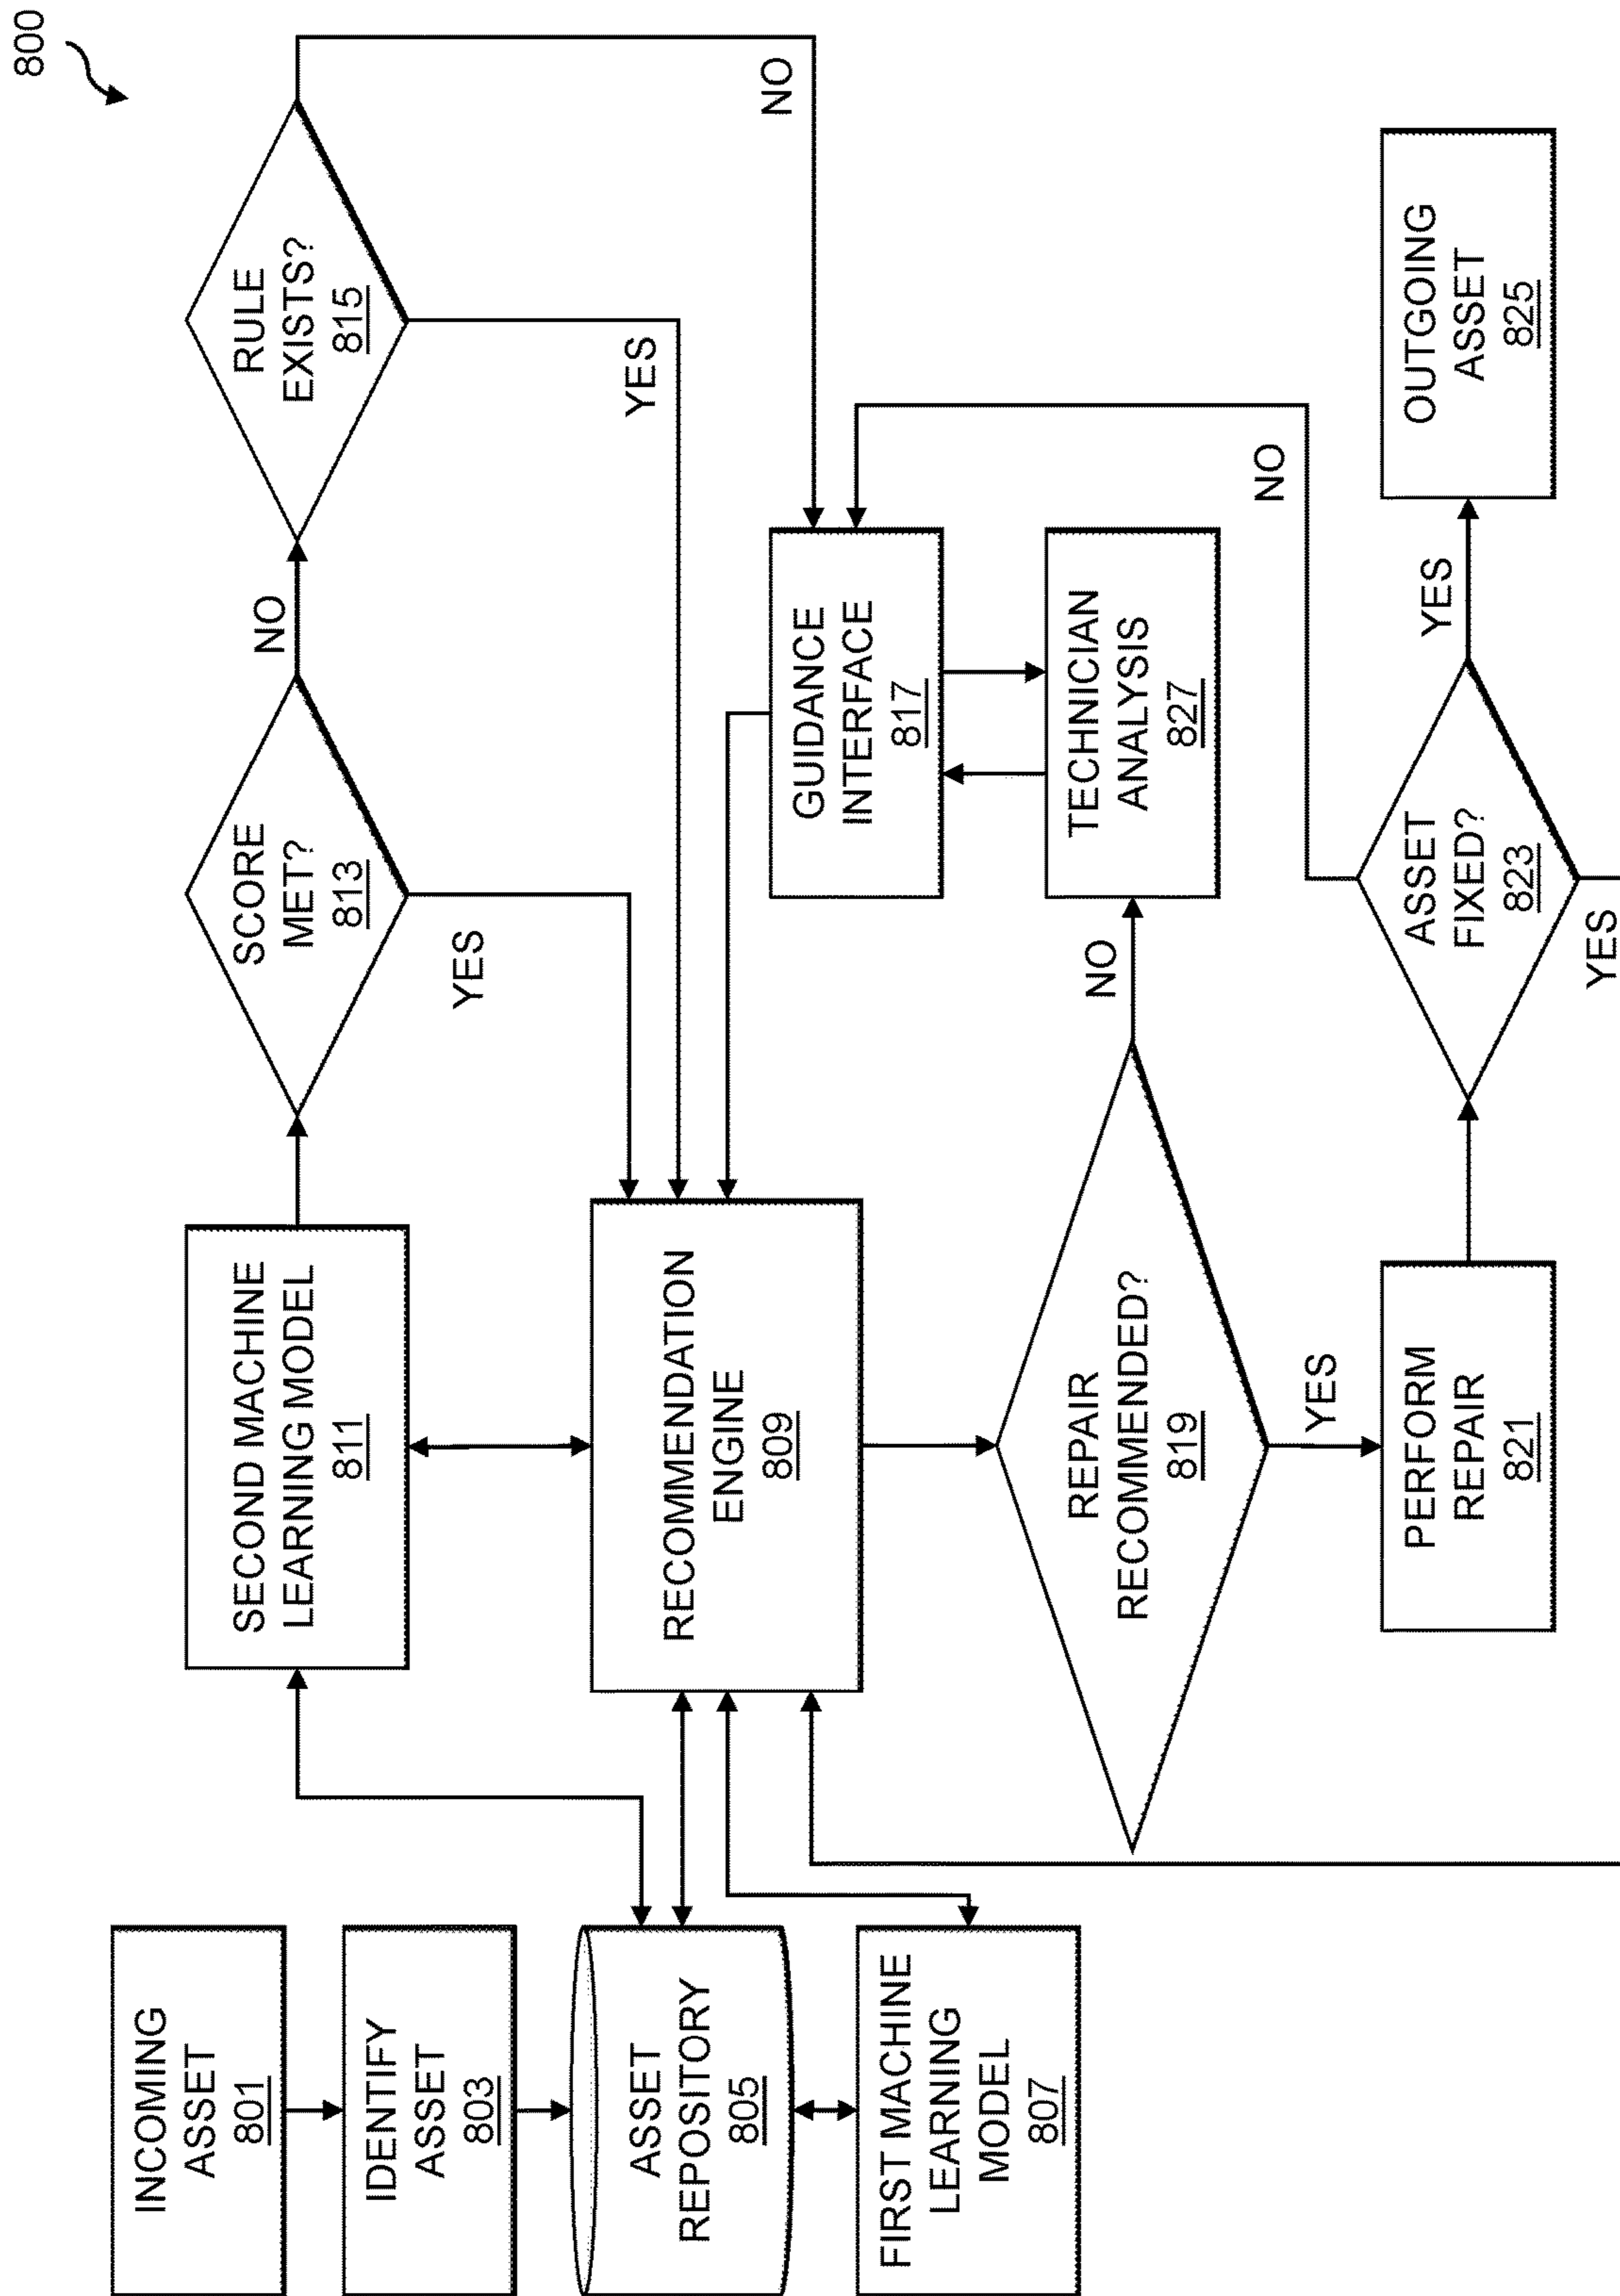 800
INCOMING
ASSET
801
IDENTIFY
ASSET
803
ASSET
REPOSITORY
805
FIRST MACHINE
LEARNING
MODEL
807
SECOND MACHINE
LEARNING MODEL
811
RECOMMENDATION
ENGINE
809
SCORE
MET?
813
NO
YES
RULE
EXISTS?
815
YES
NO
GUIDANCE
INTERFACE
817
TECHNICIAN
ANALYSIS
827
REPAIR
RECOMMENDED?
819
NO
YES
PERFORM
REPAIR
821
ASSET
FIXED?
823
NO
YES
YES
OUTGOING
ASSET
825